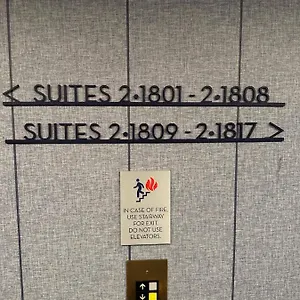 < SUITES 2•1801 - 2•1808
SUITES 2•1809 - 2•1817 >
IN CASE OF FIRE,
USE STAIRWAY
FOR EXIT.
DO NOT USE
ELEVATORS.